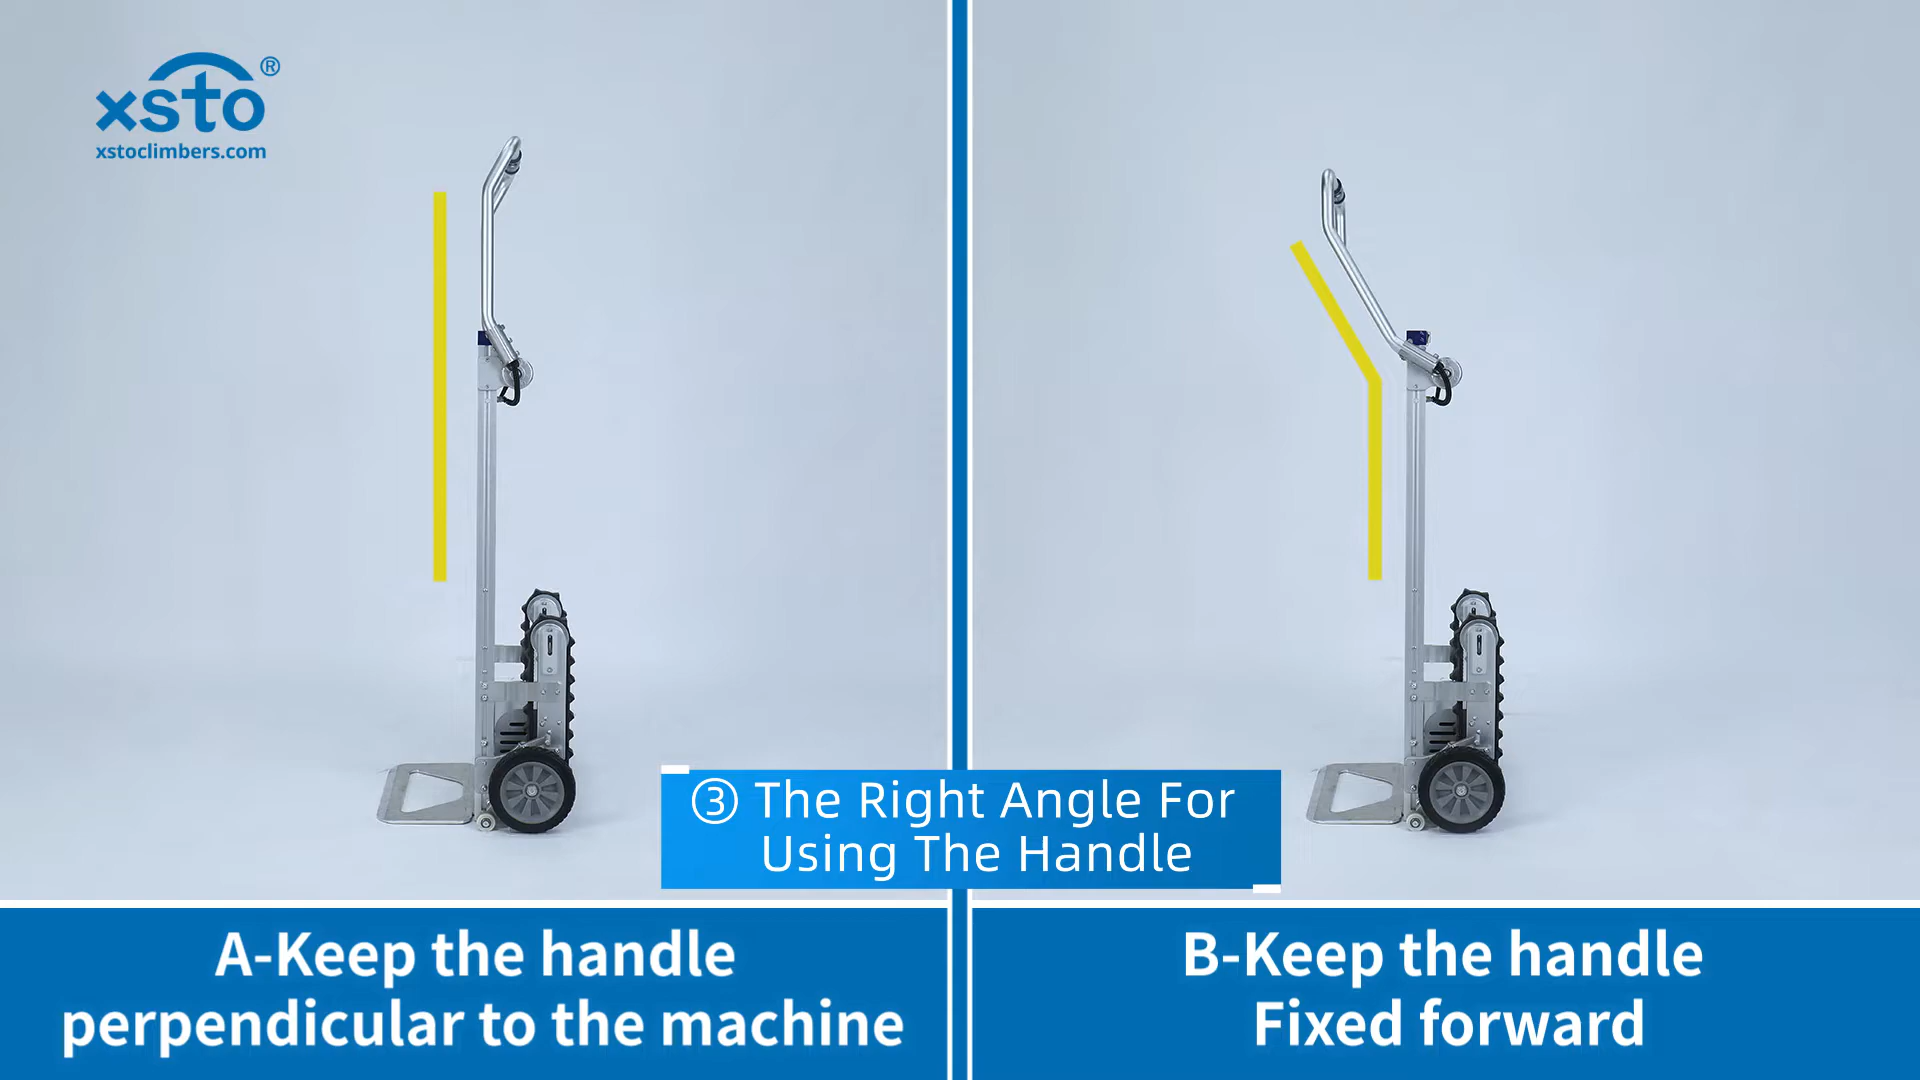 xsto®
xstoclimbers.com
③ The Right Angle For
Using The Handle
A-Keep the handle
perpendicular to the machine
B-Keep the handle
Fixed forward